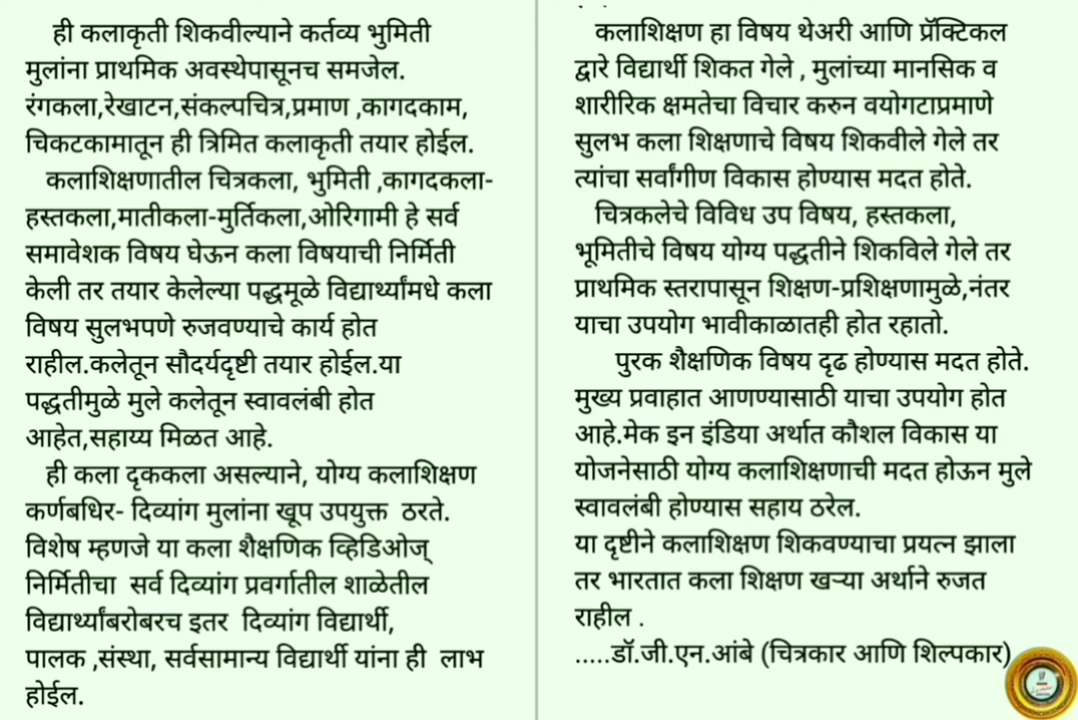 ही कलाकृती शिकवील्याने कर्तव्य भुमिती
मुलांना प्राथमिक अवस्थेपासूनच समजेल.
रंगकला,रेखाटन,संकल्पचित्र,प्रमाण ,कागदकाम,
चिकटकामातून ही त्रिमित कलाकृती तयार होईल.
कलाशिक्षणातील चित्रकला, भुमिती ,कागदकला-
हस्तकला,मातीकला-मुर्तिकला,ओरिगामी हे सर्व
समावेशक विषय घेऊन कला विषयाची निर्मिती
केली तर तयार केलेल्या पद्धमूळे विद्यार्थ्यांमधे कला
विषय सुलभपणे रुजवण्याचे कार्य होत
राहील.कलेतून सौदर्यदृष्टी तयार होईल.या
पद्धतीमुळे मुले कलेतून स्वावलंबी होत
आहेत,सहाय्य मिळत आहे.
ही कला दृककला असल्याने, योग्य कलाशिक्षण
कर्णबधिर- दिव्यांग मुलांना खूप उपयुक्त ठरते.
विशेष म्हणजे या कला शैक्षणिक व्हिडिओज्
निर्मितीचा सर्व दिव्यांग प्रवर्गातील शाळेतील
विद्यार्थ्यांबरोबरच इतर दिव्यांग विद्यार्थी,
पालक ,संस्था, सर्वसामान्य विद्यार्थी यांना ही लाभ
होईल.
कलाशिक्षण हा विषय थेअरी आणि प्रॅक्टिकल
द्वारे विद्यार्थी शिकत गेले , मुलांच्या मानसिक व
शारीरिक क्षमतेचा विचार करुन वयोगटाप्रमाणे
सुलभ कला शिक्षणाचे विषय शिकवीले गेले तर
त्यांचा सर्वांगीण विकास होण्यास मदत होते.
चित्रकलेचे विविध उप विषय, हस्तकला,
भूमितीचे विषय योग्य पद्धतीने शिकविले गेले तर
प्राथमिक स्तरापासून शिक्षण-प्रशिक्षणामुळे,नंतर
याचा उपयोग भावीकाळातही होत रहातो.
पुरक शैक्षणिक विषय दृढ होण्यास मदत होते.
मुख्य प्रवाहात आणण्यासाठी याचा उपयोग होत
आहे.मेक इन इंडिया अर्थात कौशल विकास या
योजनेसाठी योग्य कलाशिक्षणाची मदत होऊन मुले
स्वावलंबी होण्यास सहाय ठरेल.
या दृष्टीने कलाशिक्षण शिकवण्याचा प्रयत्न झाला
तर भारतात कला शिक्षण खऱ्या अर्थाने रुजत
राहील .
.....डॉ.जी.एन.आंबे (चित्रकार आणि शिल्पकार)